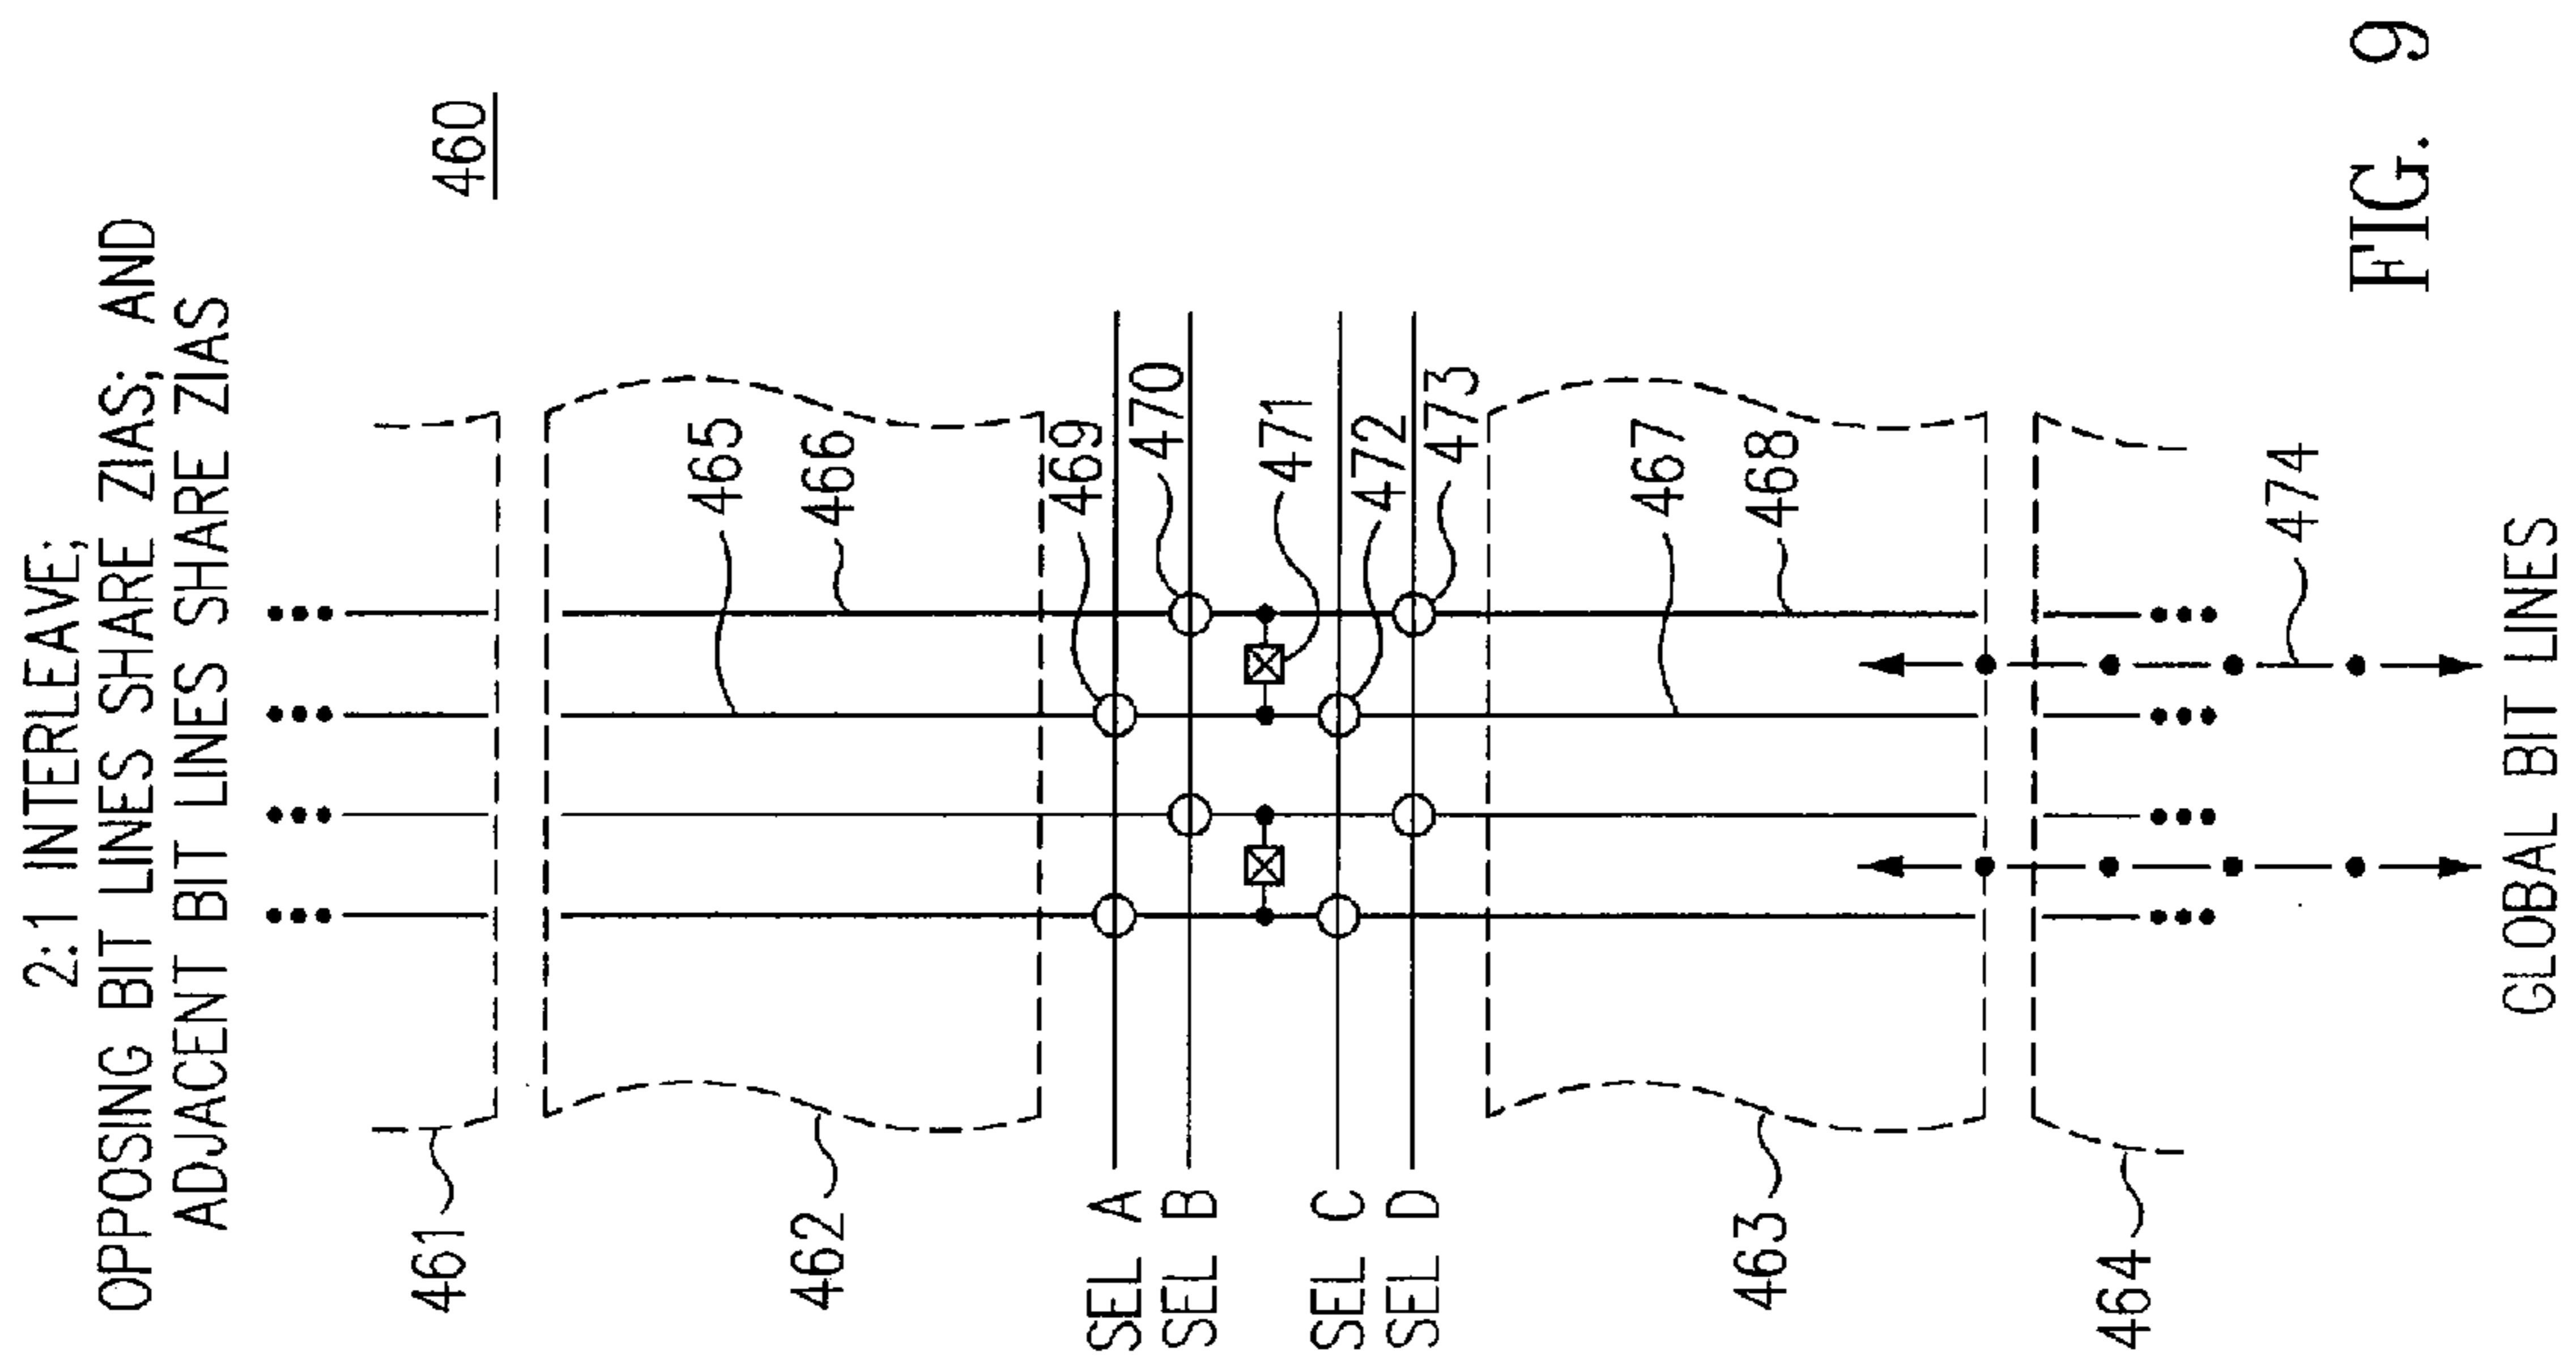 2:1 INTERLEAVE;
OPPOSING BIT LINES SHARE ZIAS; AND
ADJACENT BIT LINES SHARE ZIAS
460
461
462
465
466
469
470
471
472
473
SEL A
SEL B
SEL C
SEL D
463
467
468
464
474
GLOBAL BIT LINES
FIG. 9